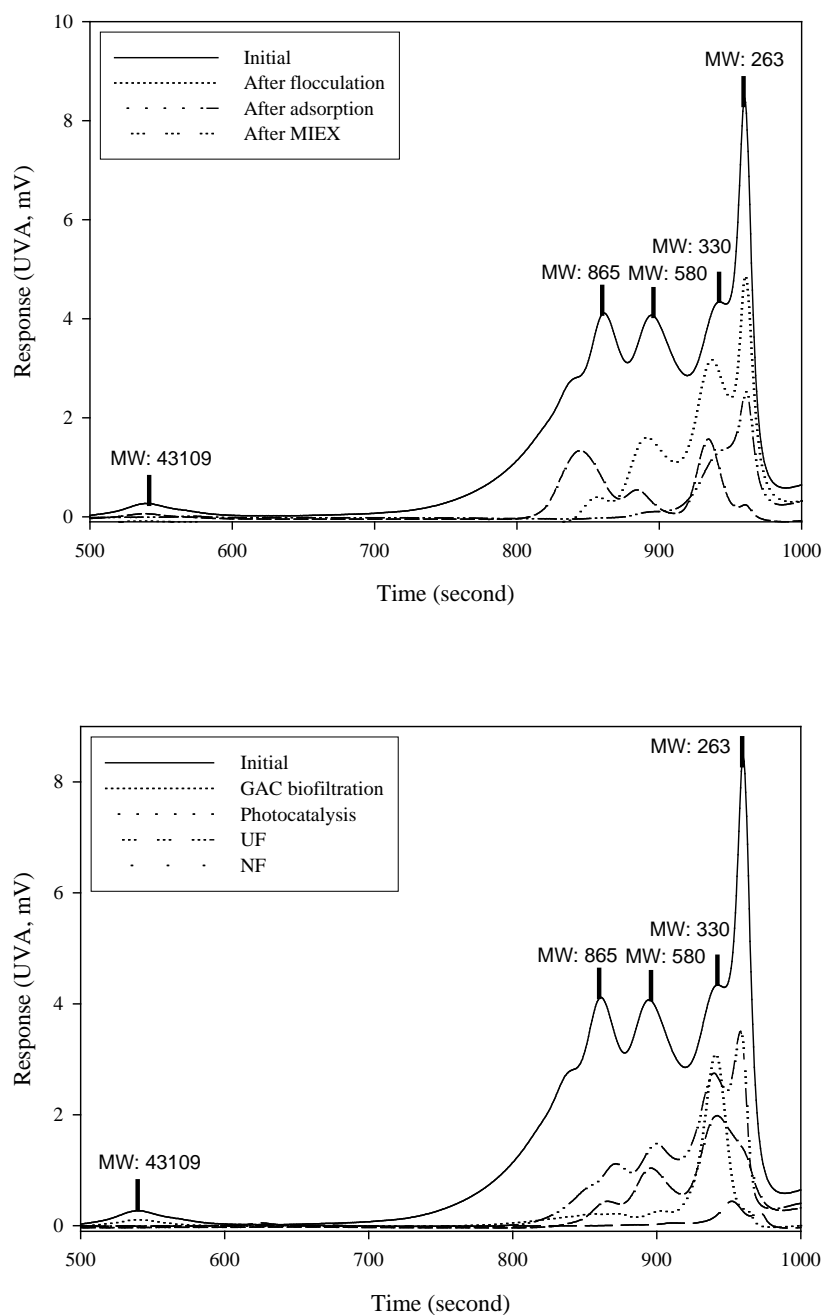 10
8
6
4
2
0
Response (UVA, mV)
Initial
After flocculation
After adsorption
After MIEX
MW: 263
MW: 330
MW: 865
MW: 580
MW: 43109
500
600
700
800
900
1000
Time (second)
8
6
4
2
0
Response (UVA, mV)
Initial
GAC biofiltration
Photocatalysis
UF
NF
MW: 263
MW: 330
MW: 865
MW: 580
MW: 43109
500
600
700
800
900
1000
Time (second)